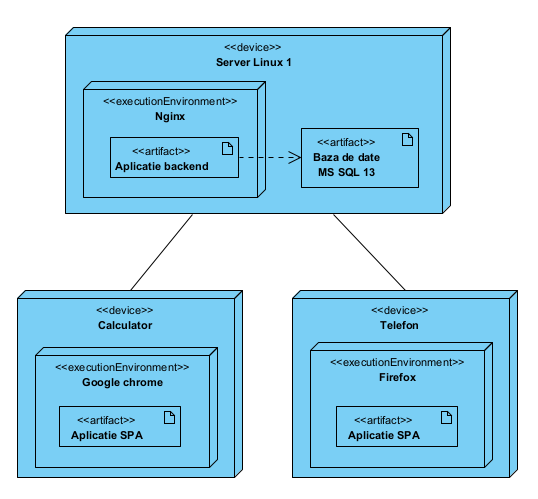 <<device>>
Server Linux 1
<<executionEnvironment>>
Nginx
<<artifact>>
Aplicatie backend
<<artifact>>
Baza de date
MS SQL 13
<<device>>
Calculator
<<executionEnvironment>>
Google chrome
<<artifact>>
Aplicatie SPA
<<device>>
Telefon
<<executionEnvironment>>
Firefox
<<artifact>>
Aplicatie SPA